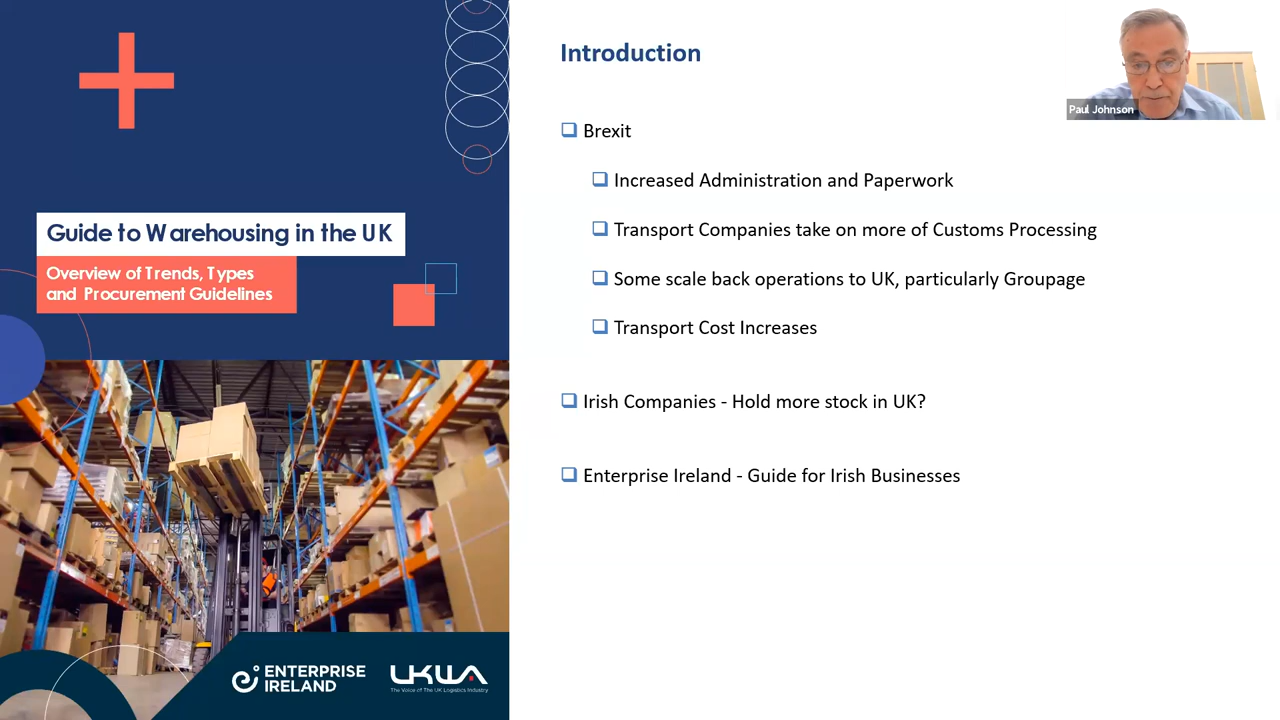 Guide to Warehousing in the UK
Overview of Trends, Types
and Procurement Guidelines
ENTERPRISE
IRELAND
UKWA
The Voice of The UK Logistics Industry
Introduction
Brexit
Increased Administration and Paperwork
Transport Companies take on more of Customs Processing
Some scale back operations to UK, particularly Groupage
Transport Cost Increases
Irish Companies - Hold more stock in UK?
Enterprise Ireland - Guide for Irish Businesses
Paul Johnson